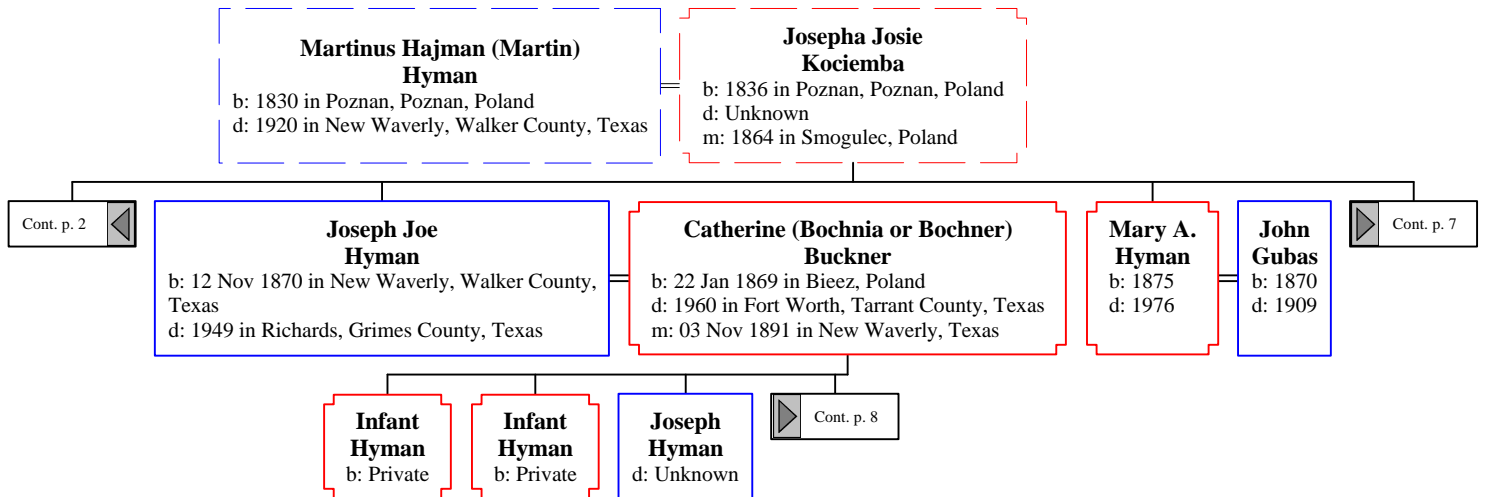 Martinus Hajman (Martin)
Hyman
b: 1830 in Poznan, Poznan, Poland
d: 1920 in New Waverly, Walker County, Texas
Josepha Josie
Kociemba
b: 1836 in Poznan, Poznan, Poland
d: Unknown
m: 1864 in Smogulec, Poland
Cont. p. 2
Joseph Joe
Hyman
b: 12 Nov 1870 in New Waverly, Walker County,
Texas
d: 1949 in Richards, Grimes County, Texas
Catherine (Bochnia or Bochner)
Buckner
b: 22 Jan 1869 in Bieez, Poland
d: 1960 in Fort Worth, Tarrant County, Texas
m: 03 Nov 1891 in New Waverly, Texas
Mary A.
Hyman
b: 1875
d: 1976
John
Gubas
b: 1870
d: 1909
Cont. p. 7
Infant
Hyman
b: Private
Infant
Hyman
b: Private
Joseph
Hyman
d: Unknown
Cont. p. 8